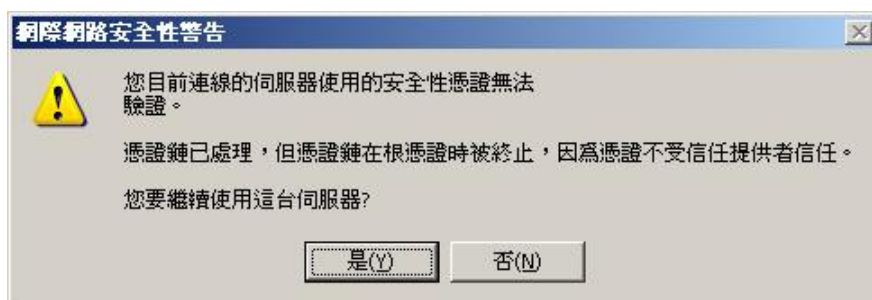 網際網路安全性警告
您目前連線的伺服器使用的安全性憑證無法
驗證。
憑證鏈已處理，但憑證鏈在根憑證時被終止，因為憑證不受信任提供者信任。
您要繼續使用這台伺服器?
是(Y)
否(N)